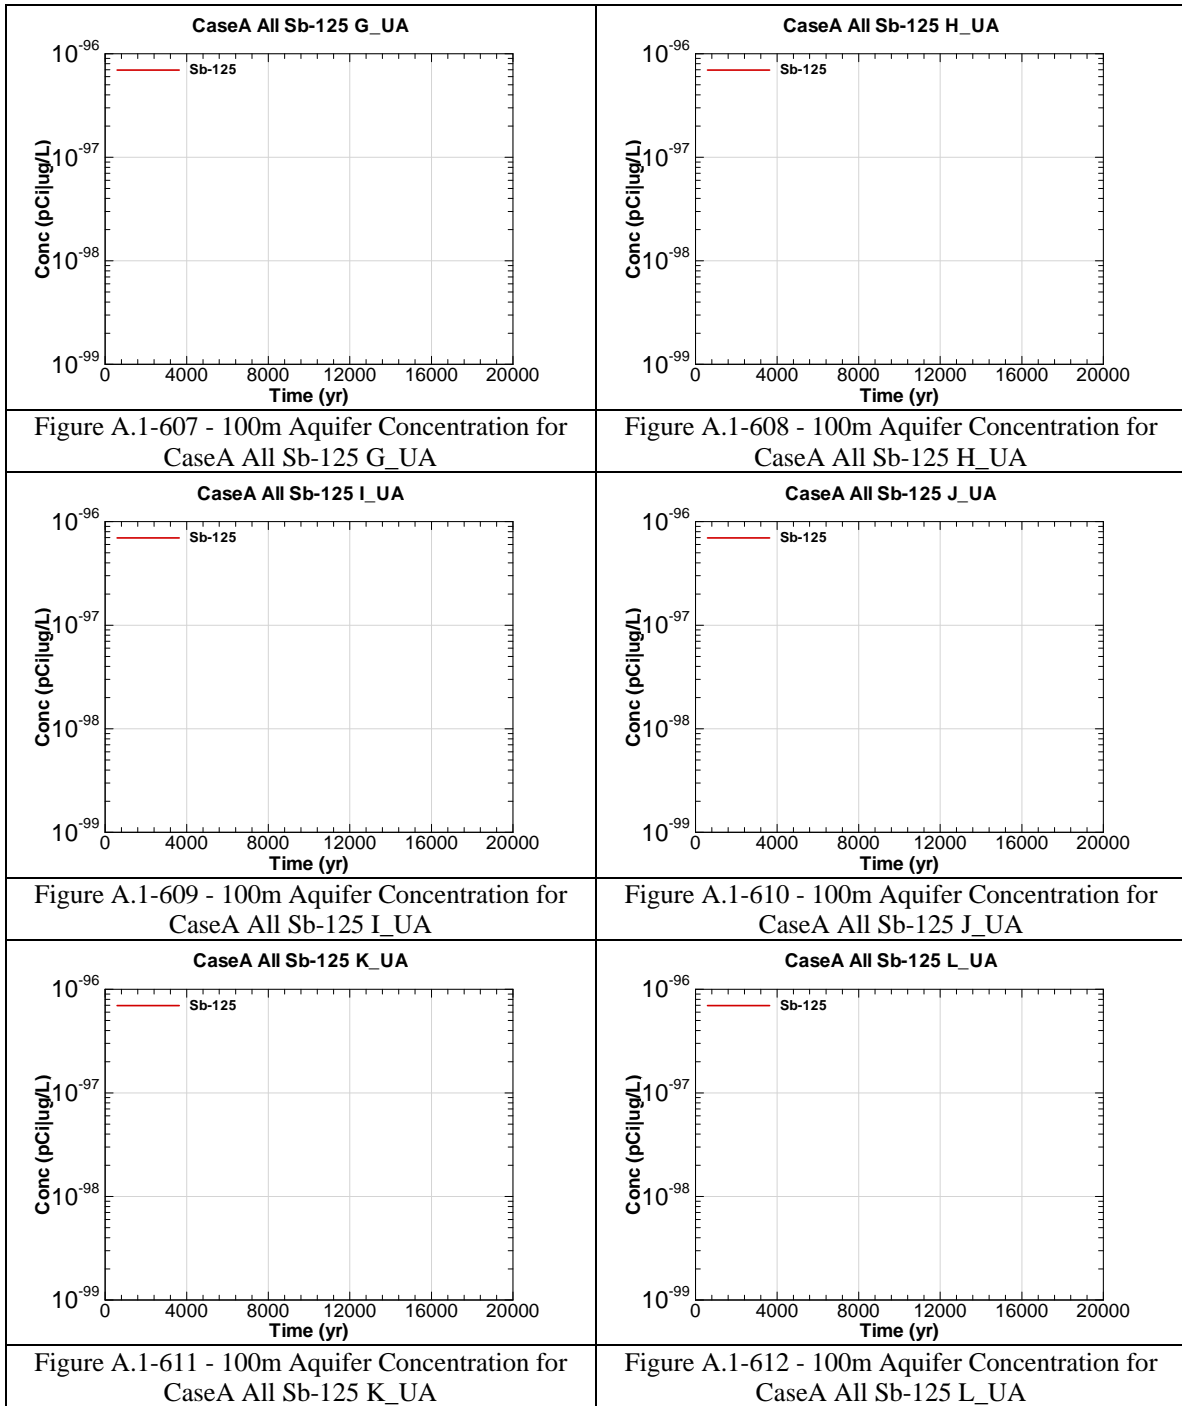 CaseA All Sb-125 G_UA
10-96
Sb-125
10-97
Conc (pCi|ug/L)
10-98
10-99
0 4000 8000 12000 16000 20000
Time (yr)
Figure A.1-607 - 100m Aquifer Concentration for
CaseA All Sb-125 G_UA
CaseA All Sb-125 H_UA
10-96
Sb-125
10-97
Conc (pCi|ug/L)
10-98
10-99
0 4000 8000 12000 16000 20000
Time (yr)
Figure A.1-608 - 100m Aquifer Concentration for
CaseA All Sb-125 H_UA
CaseA All Sb-125 I_UA
10-96
Sb-125
10-97
Conc (pCi|ug/L)
10-98
10-99
0 4000 8000 12000 16000 20000
Time (yr)
Figure A.1-609 - 100m Aquifer Concentration for
CaseA All Sb-125 I_UA
CaseA All Sb-125 J_UA
10-96
Sb-125
10-97
Conc (pCi|ug/L)
10-98
10-99
0 4000 8000 12000 16000 20000
Time (yr)
Figure A.1-610 - 100m Aquifer Concentration for
CaseA All Sb-125 J_UA
CaseA All Sb-125 K_UA
10-96
Sb-125
10-97
Conc (pCi|ug/L)
10-98
10-99
0 4000 8000 12000 16000 20000
Time (yr)
Figure A.1-611 - 100m Aquifer Concentration for
CaseA All Sb-125 K_UA
CaseA All Sb-125 L_UA
10-96
Sb-125
10-97
Conc (pCi|ug/L)
10-98
10-99
0 4000 8000 12000 16000 20000
Time (yr)
Figure A.1-612 - 100m Aquifer Concentration for
CaseA All Sb-125 L_UA